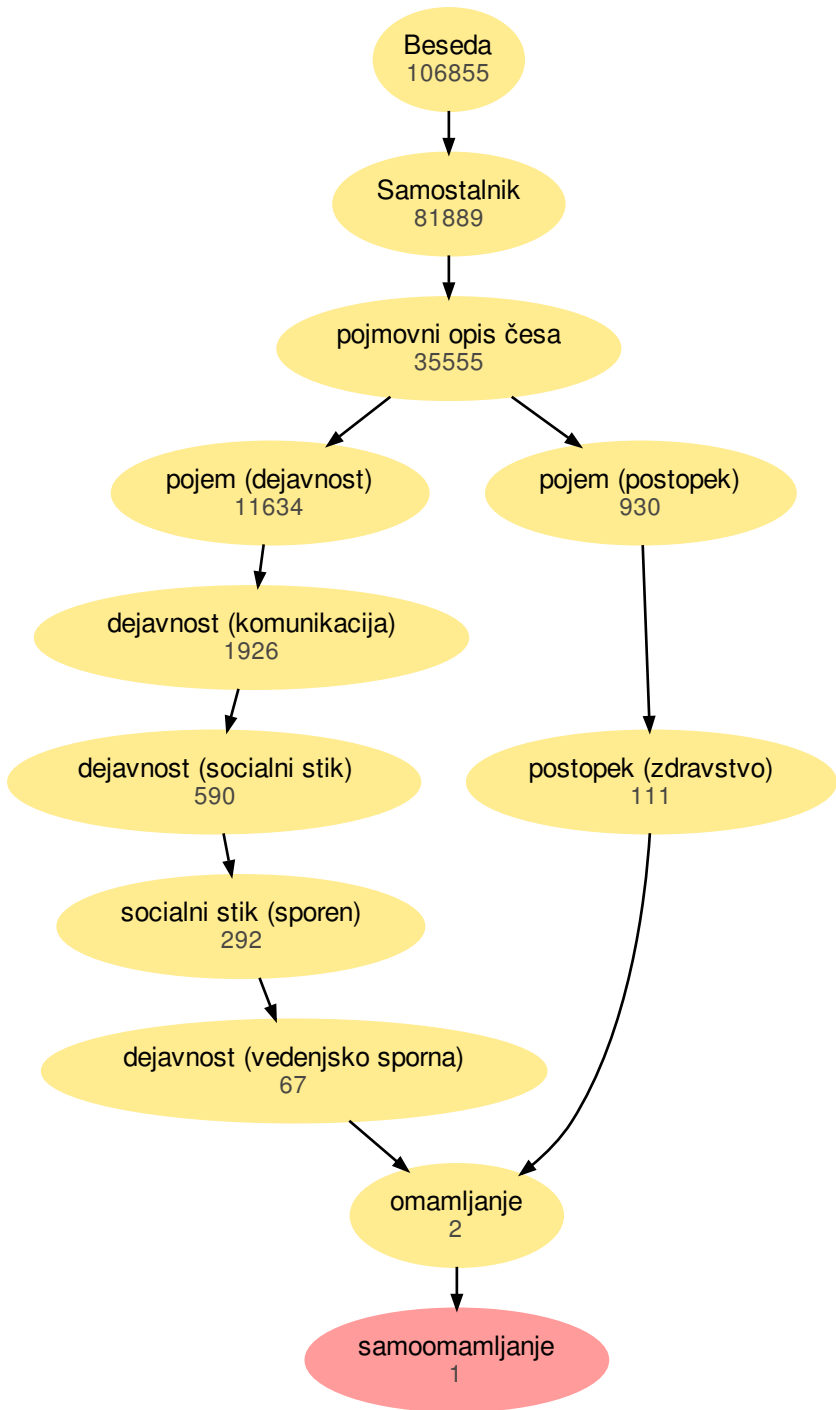 Beseda
106855
Samostalnik
81889
pojmovni opis česa
35555
pojem (dejavnost)
11634
pojem (postopek)
930
dejavnost (komunikacija)
1926
dejavnost (socialni stik)
590
postopek (zdravstvo)
111
socialni stik (sporen)
292
dejavnost (vedenjsko sporna)
67
omamljanje
2
samoomamljanje
1